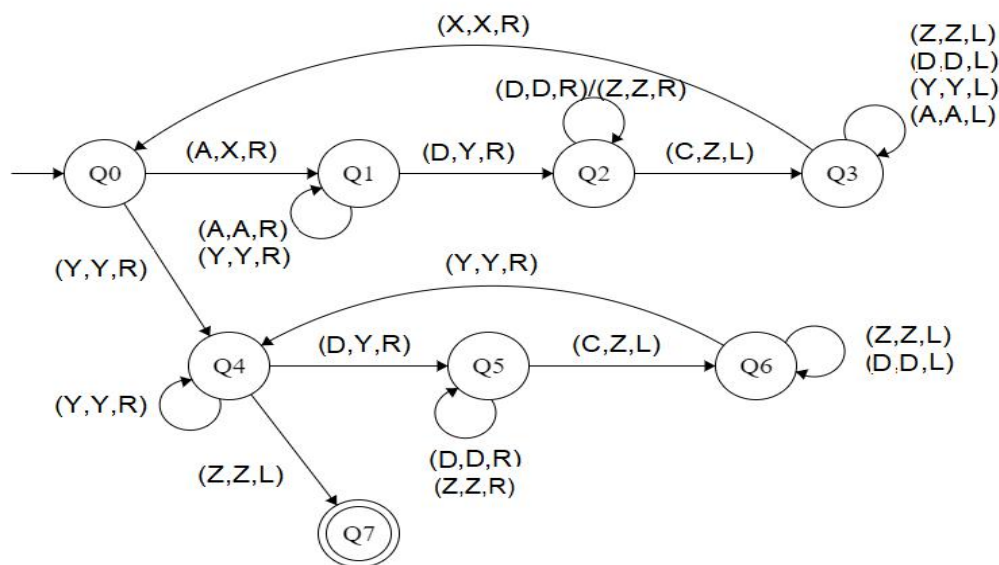 (X,X,R)
(Z,Z,L)
(D,D,L)
(Y,Y,L)
(A,A,L)
(D,D,R)/(Z,Z,R)
(A,X,R)
(D,Y,R)
(C,Z,L)
Q0
Q1
Q2
Q3
(A,A,R)
(Y,Y,R)
(Y,Y,R)
(Y,Y,R)
(D,Y,R)
(C,Z,L)
(Z,Z,L)
(D,D,L)
Q4
Q5
Q6
(Y,Y,R)
(D,D,R)
(Z,Z,R)
(Z,Z,L)
Q7